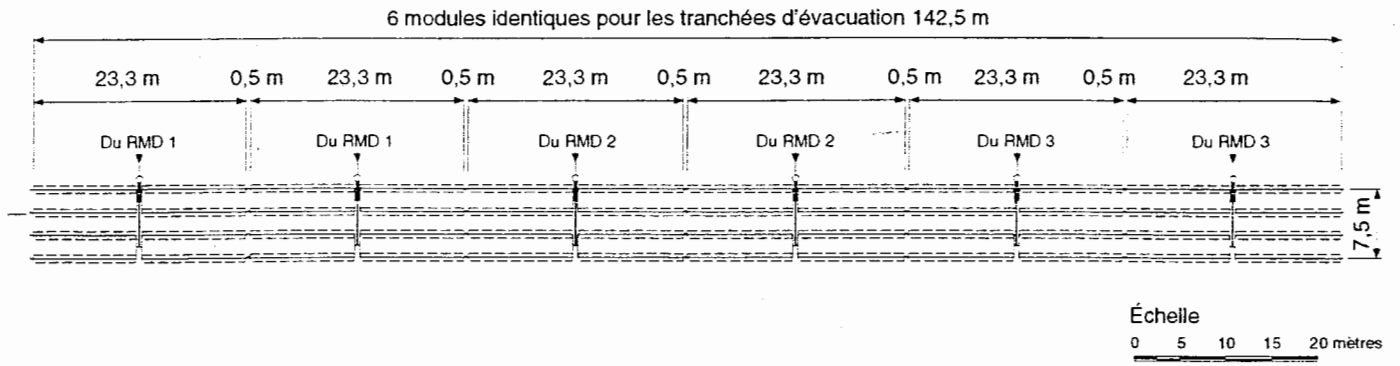 6 modules identiques pour les tranchées d'évacuation 142,5 m
23,3 m 0,5 m 23,3 m 0,5 m 23,3 m 0,5 m 23,3 m 0,5 m 23,3 m 0,5 m 23,3 m
Du RMD 1 Du RMD 1 Du RMD 2 Du RMD 2 Du RMD 3 Du RMD 3
7,5 m
Échelle
0 5 10 15 20 mètres